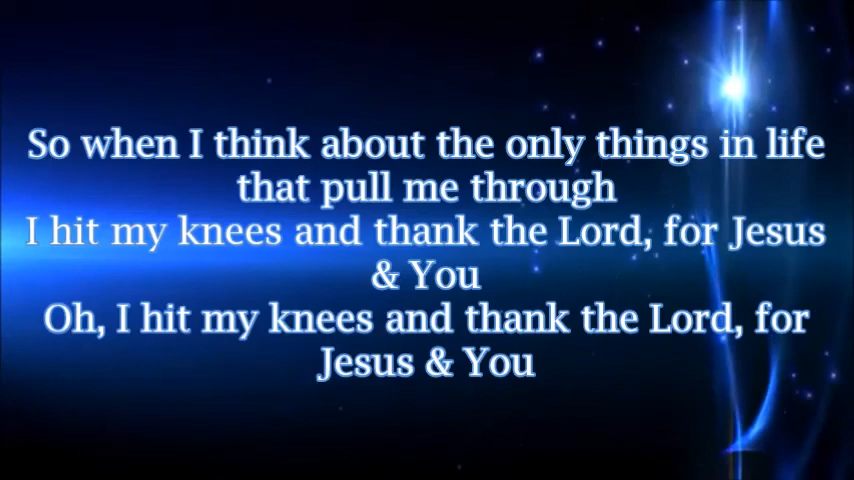 So when I think about the only things in life
that pull me through
I hit my knees and thank the Lord, for Jesus
& You
Oh, I hit my knees and thank the Lord, for
Jesus & You